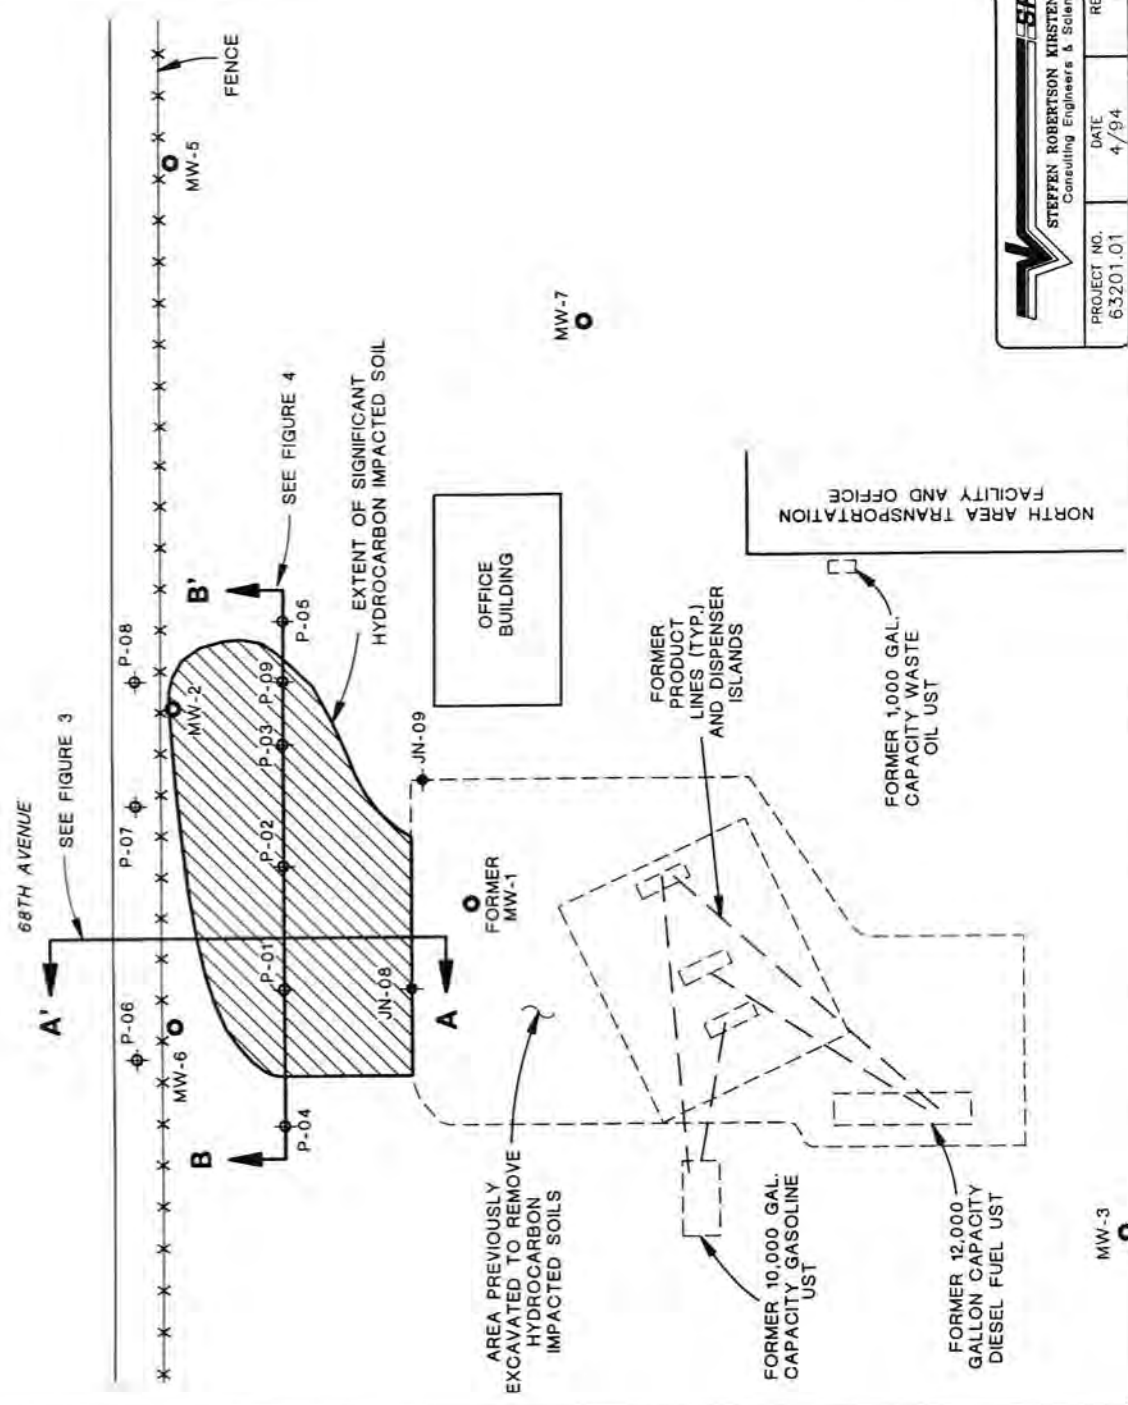 68TH AVENUE
SEE FIGURE 3
A'
P-06
P-07
P-08
FENCE
MW-6
MW-2
MW-5
B
B'
SEE FIGURE 4
P-04
P-01
P-02
P-03
P-09
P-05
EXTENT OF SIGNIFICANT
HYDROCARBON IMPACTED SOIL
JN-08
JN-09
A
FORMER
MW-1
OFFICE
BUILDING
MW-7
AREA PREVIOUSLY
EXCAVATED TO REMOVE
HYDROCARBON
IMPACTED SOILS
FORMER
PRODUCT
LINES (TYP.)
AND DISPENSER
ISLANDS
NORTH AREA TRANSPORTATION
FACILITY AND OFFICE
FORMER 10,000 GAL.
CAPACITY GASOLINE
UST
FORMER 1,000 GAL.
CAPACITY WASTE
OIL UST
FORMER 12,000
GALLON CAPACITY
DIESEL FUEL UST
MW-3
STEFFEN ROBERTSON KIRSTEN
Consulting Engineers &
PROJECT NO.
63201.01
DATE
4/94